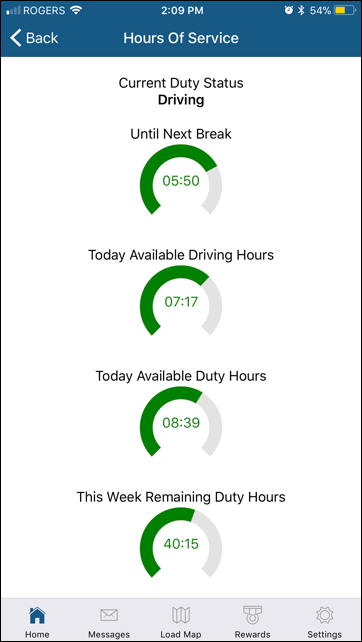 ROGERS 2:09 PM 54%
Back Hours Of Service
Current Duty Status
Driving
Until Next Break
05:50
Today Available Driving Hours
07:17
Today Available Duty Hours
08:39
This Week Remaining Duty Hours
40:15
Home Messages Load Map Rewards Settings